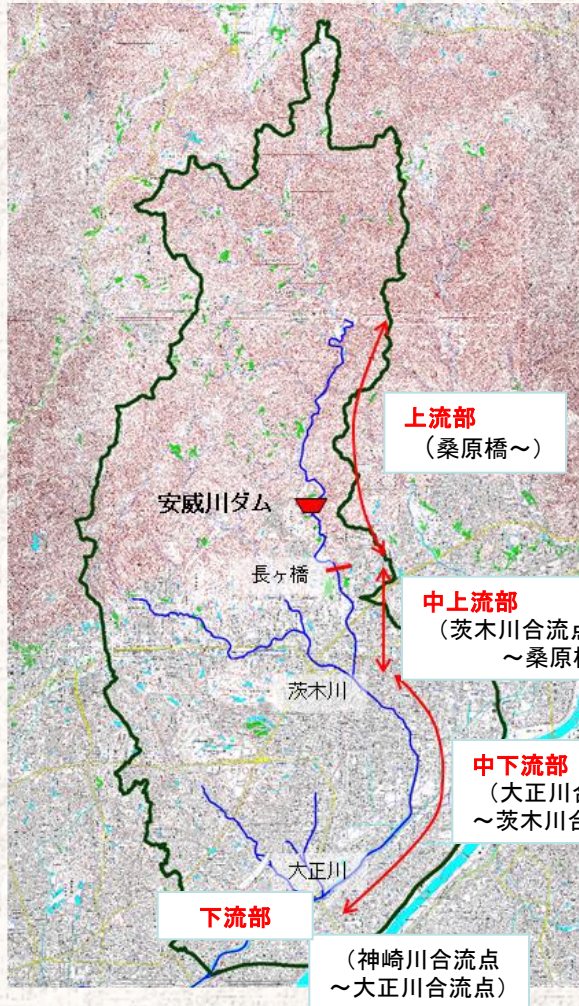 上流部
（桑原橋～）
安威川ダム
長ヶ橋
中上流部
（茨木川合流点
～桑原橋
茨木川
中下流部
（大正川合
～茨木川合
大正川
下流部
（神崎川合流点
～大正川合流点）